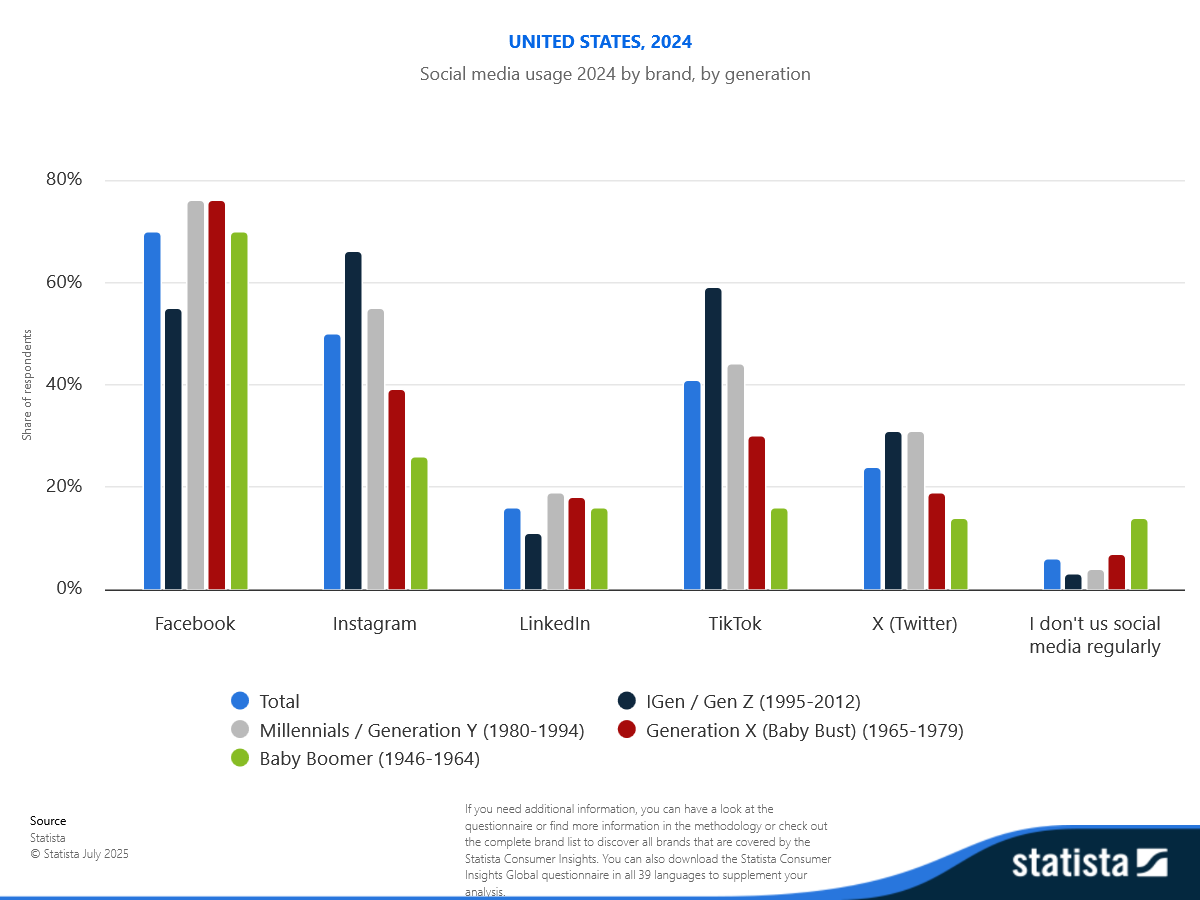 UNITED STATES, 2024
Social media usage 2024 by brand, by generation
80%
60%
40%
20%
0%
Share of respondents
Facebook
Instagram
LinkedIn
TikTok
X (Twitter)
I don't us social
media regularly
Total
IGen / Gen Z (1995-2012)
Millennials / Generation Y (1980-1994)
Generation X (Baby Bust) (1965-1979)
Baby Boomer (1946-1964)
Source
Statista
© Statista July 2025
If you need additional information, you can have a look at the
questionnaire or find more information in the methodology or check out
the complete brand list to discover all brands that are covered by the
Statista Consumer Insights. You can also download the Statista Consumer
Insights Global questionnaire in all 39 languages to supplement your
analysis.
statista